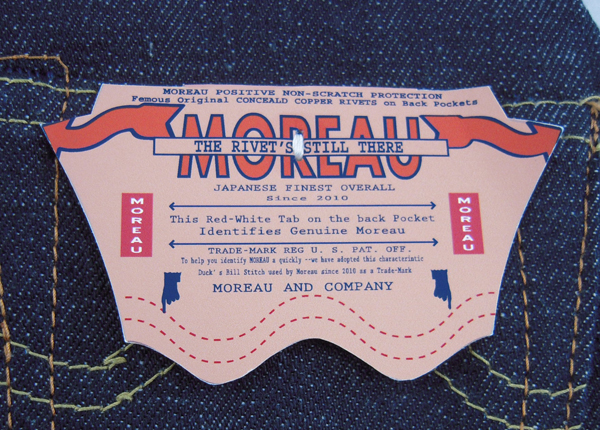 MOREAU POSITIVE NON-SCRATCH PROTECTION
Femous Original CONCEALD COPPER RIVETS on Back Pockets
MOREAU
THE RIVET'S STILL THERE
JAPANESE FINEST OVERALL
Since 2010
MOREAU
This Red-White Tab on the back Pocket
Identifies Genuine Moreau
MOREAU
TRADE-MARK REG U. S. PAT. OFF.
To help you identify MOREAU a quickly --we have adopted this characteristic
Duck's Bill Stitch used by Moreau since 2010 as a Trade-Mark
MOREAU AND COMPANY